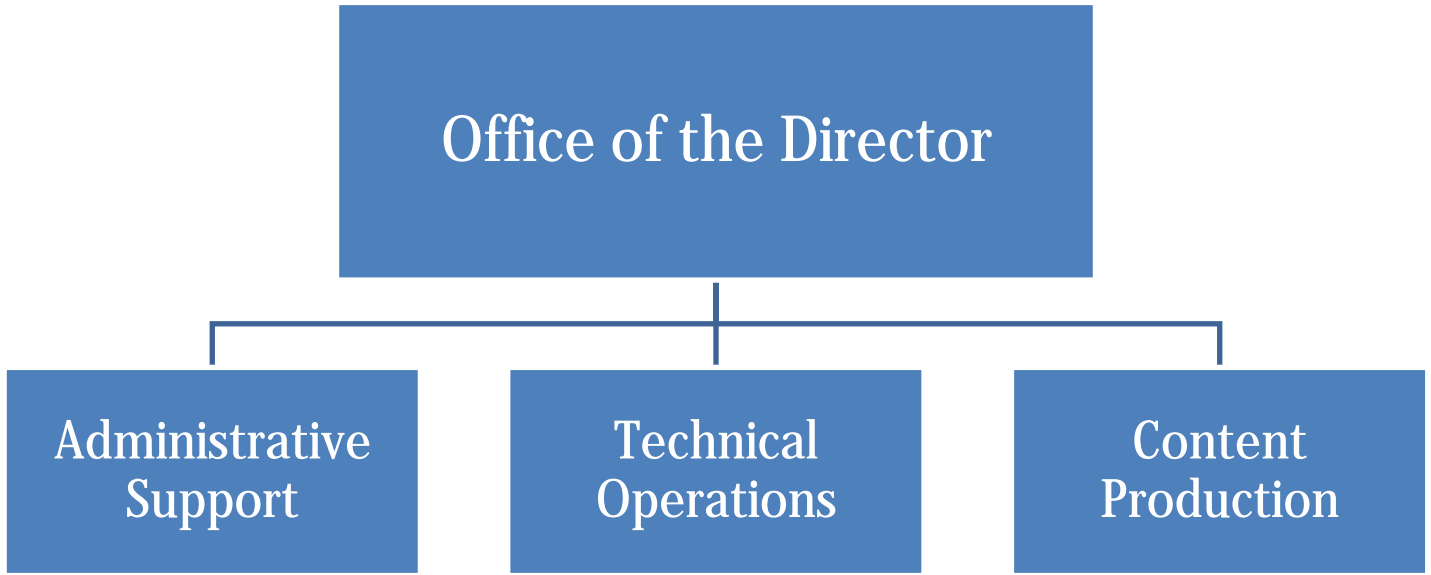 Office of the Director
Administrative
Support
Technical
Operations
Content
Production